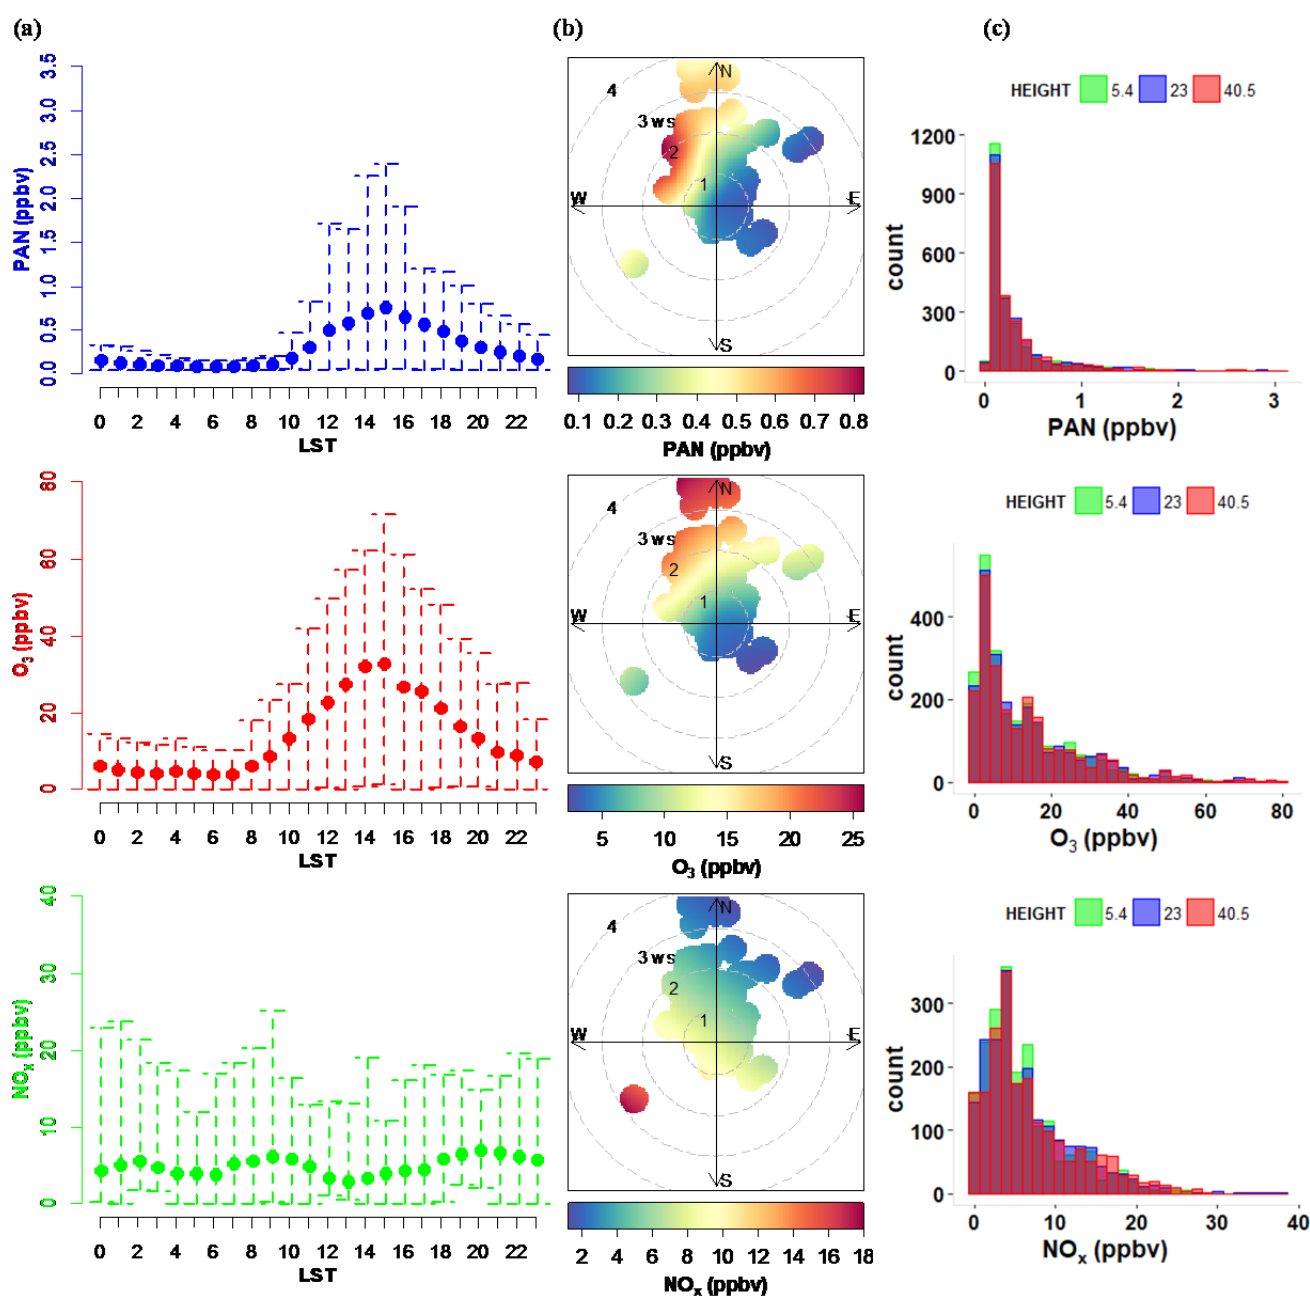 (a)
(b)
(c)
PAN (ppbv)
0.0 0.5 1.0 1.5 2.0 2.5 3.0 3.5
0 2 4 6 8 10 12 14 16 18 20 22
LST
N
4
3 ws
2
1
W
E
S
0.1 0.2 0.3 0.4 0.5 0.6 0.7 0.8
PAN (ppbv)
HEIGHT 5.4 23 40.5
count
1200
900
600
300
0
0 1 2 3
PAN (ppbv)
O3 (ppbv)
0 20 40 60 80
0 2 4 6 8 10 12 14 16 18 20 22
LST
N
4
3 ws
2
1
W
E
S
5 10 15 20 25
O3 (ppbv)
HEIGHT 5.4 23 40.5
count
400
200
0
0 20 40 60 80
O3 (ppbv)
NOx (ppbv)
0 10 20 30 40
0 2 4 6 8 10 12 14 16 18 20 22
LST
N
4
3 ws
2
1
W
E
S
2 4 6 8 10 12 14 16 18
NOx (ppbv)
HEIGHT 5.4 23 40.5
count
300
200
100
0
0 10 20 30 40
NOx (ppbv)